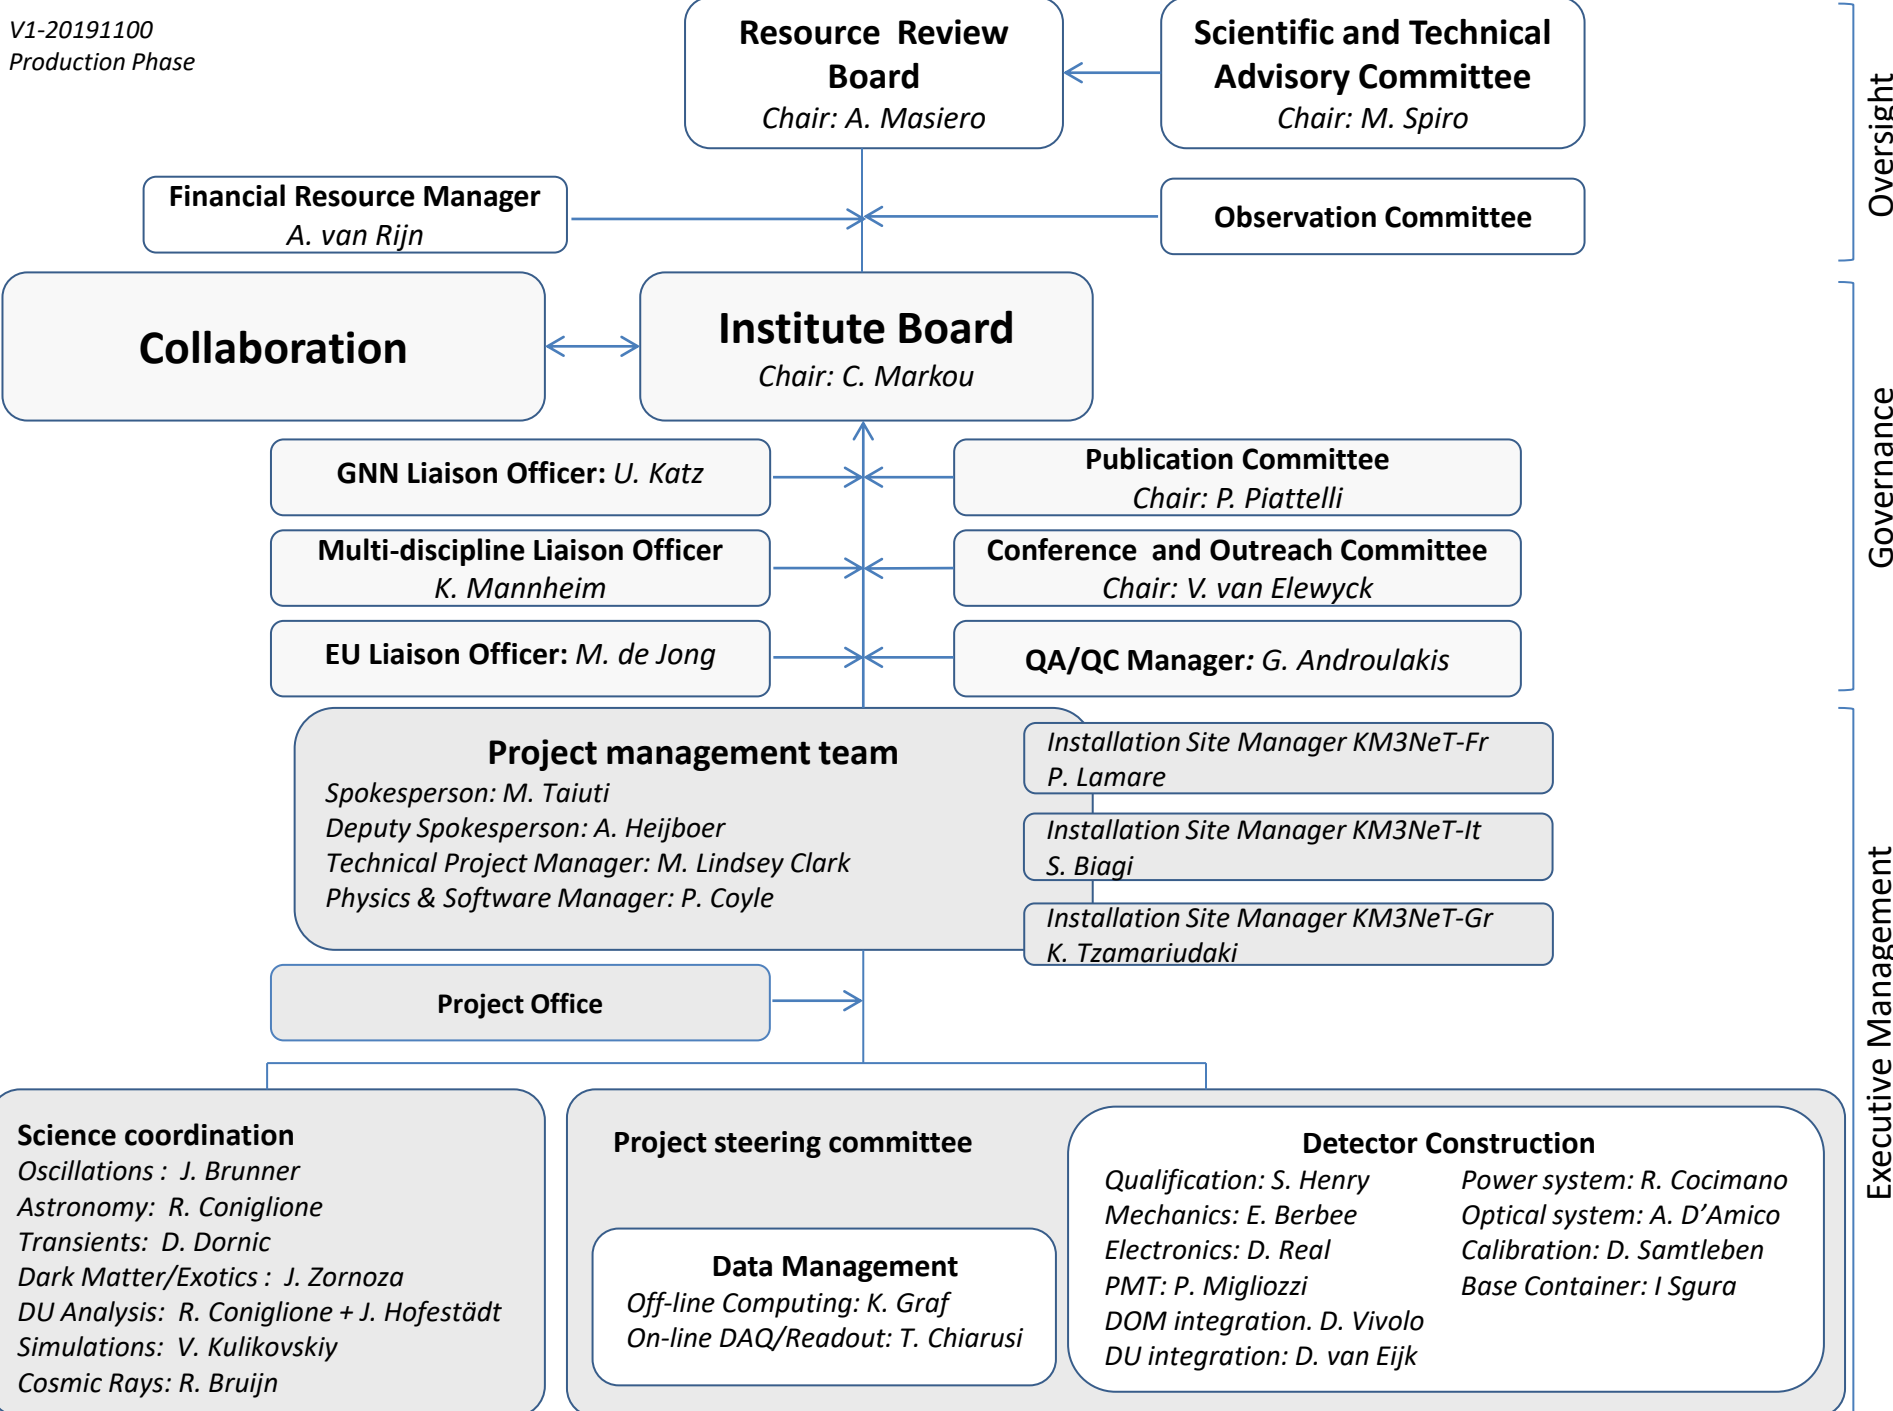 V1-20191100
Production Phase
Resource Review
Board
Chair: A. Masiero
Scientific and Technical
Advisory Committee
Chair: M. Spiro
Oversight
Financial Resource Manager
A. van Rijn
Observation Committee
Collaboration
Institute Board
Chair: C. Markou
Governance
GNN Liaison Officer: U. Katz
Publication Committee
Chair: P. Piattelli
Multi-discipline Liaison Officer
K. Mannheim
Conference and Outreach Committee
Chair: V. van Elewyck
EU Liaison Officer: M. de Jong
QA/QC Manager: G. Androulakis
Project management team
Spokesperson: M. Taiuti
Deputy Spokesperson: A. Heijboer
Technical Project Manager: M. Lindsey Clark
Physics & Software Manager: P. Coyle
Installation Site Manager KM3NeT-Fr
P. Lamare
Installation Site Manager KM3NeT-It
S. Biagi
Installation Site Manager KM3NeT-Gr
K. Tzamariudaki
Executive Management
Project Office
Science coordination
Oscillations : J. Brunner
Astronomy: R. Coniglione
Transients: D. Dornic
Dark Matter/Exotics : J. Zornoza
DU Analysis: R. Coniglione + J. Hofestädt
Simulations: V. Kulikovskiy
Cosmic Rays: R. Bruijn
Project steering committee
Data Management
Off-line Computing: K. Graf
On-line DAQ/Readout: T. Chiarusi
Detector Construction
Qualification: S. Henry
Mechanics: E. Berbee
Electronics: D. Real
PMT: P. Migliozzi
DOM integration. D. Vivolo
DU integration: D. van Eijk
Power system: R. Cocimano
Optical system: A. D’Amico
Calibration: D. Samtleben
Base Container: I Sgura